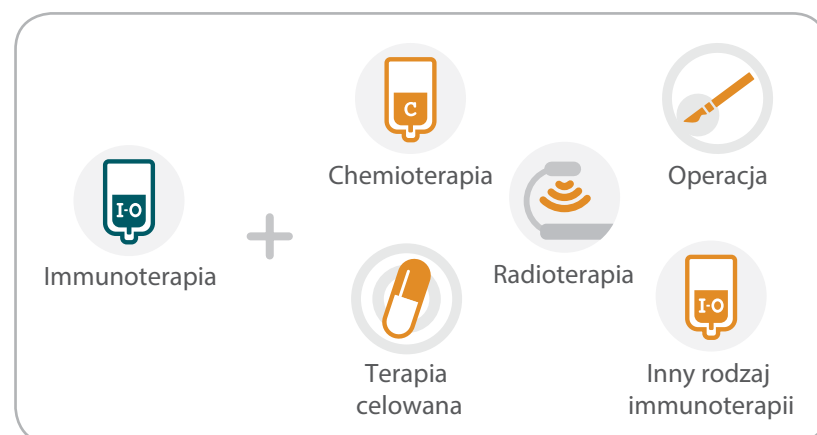 I-O
Immunoterapia
C
Chemioterapia
Terapia
celowana
Radioterapia
Operacja
I-O
Inny rodzaj
immunoterapii